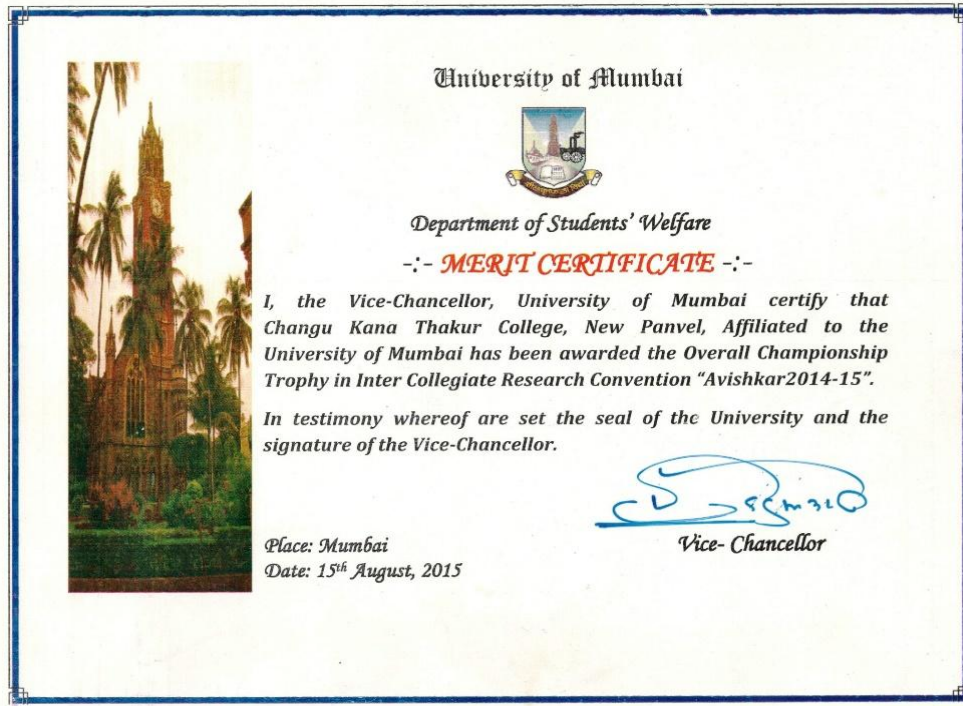 University of Mumbai
Department of Students' Welfare
-:- MERIT CERTIFICATE -:-
I, the Vice-Chancellor, University of Mumbai certify that
Changu Kana Thakur College, New Panvel, Affiliated to the
University of Mumbai has been awarded the Overall Championship
Trophy in Inter Collegiate Research Convention “Avishkar2014-15”.
In testimony whereof are set the seal of the University and the
signature of the Vice-Chancellor.
Vice- Chancellor
Place: Mumbai
Date: 15th August, 2015